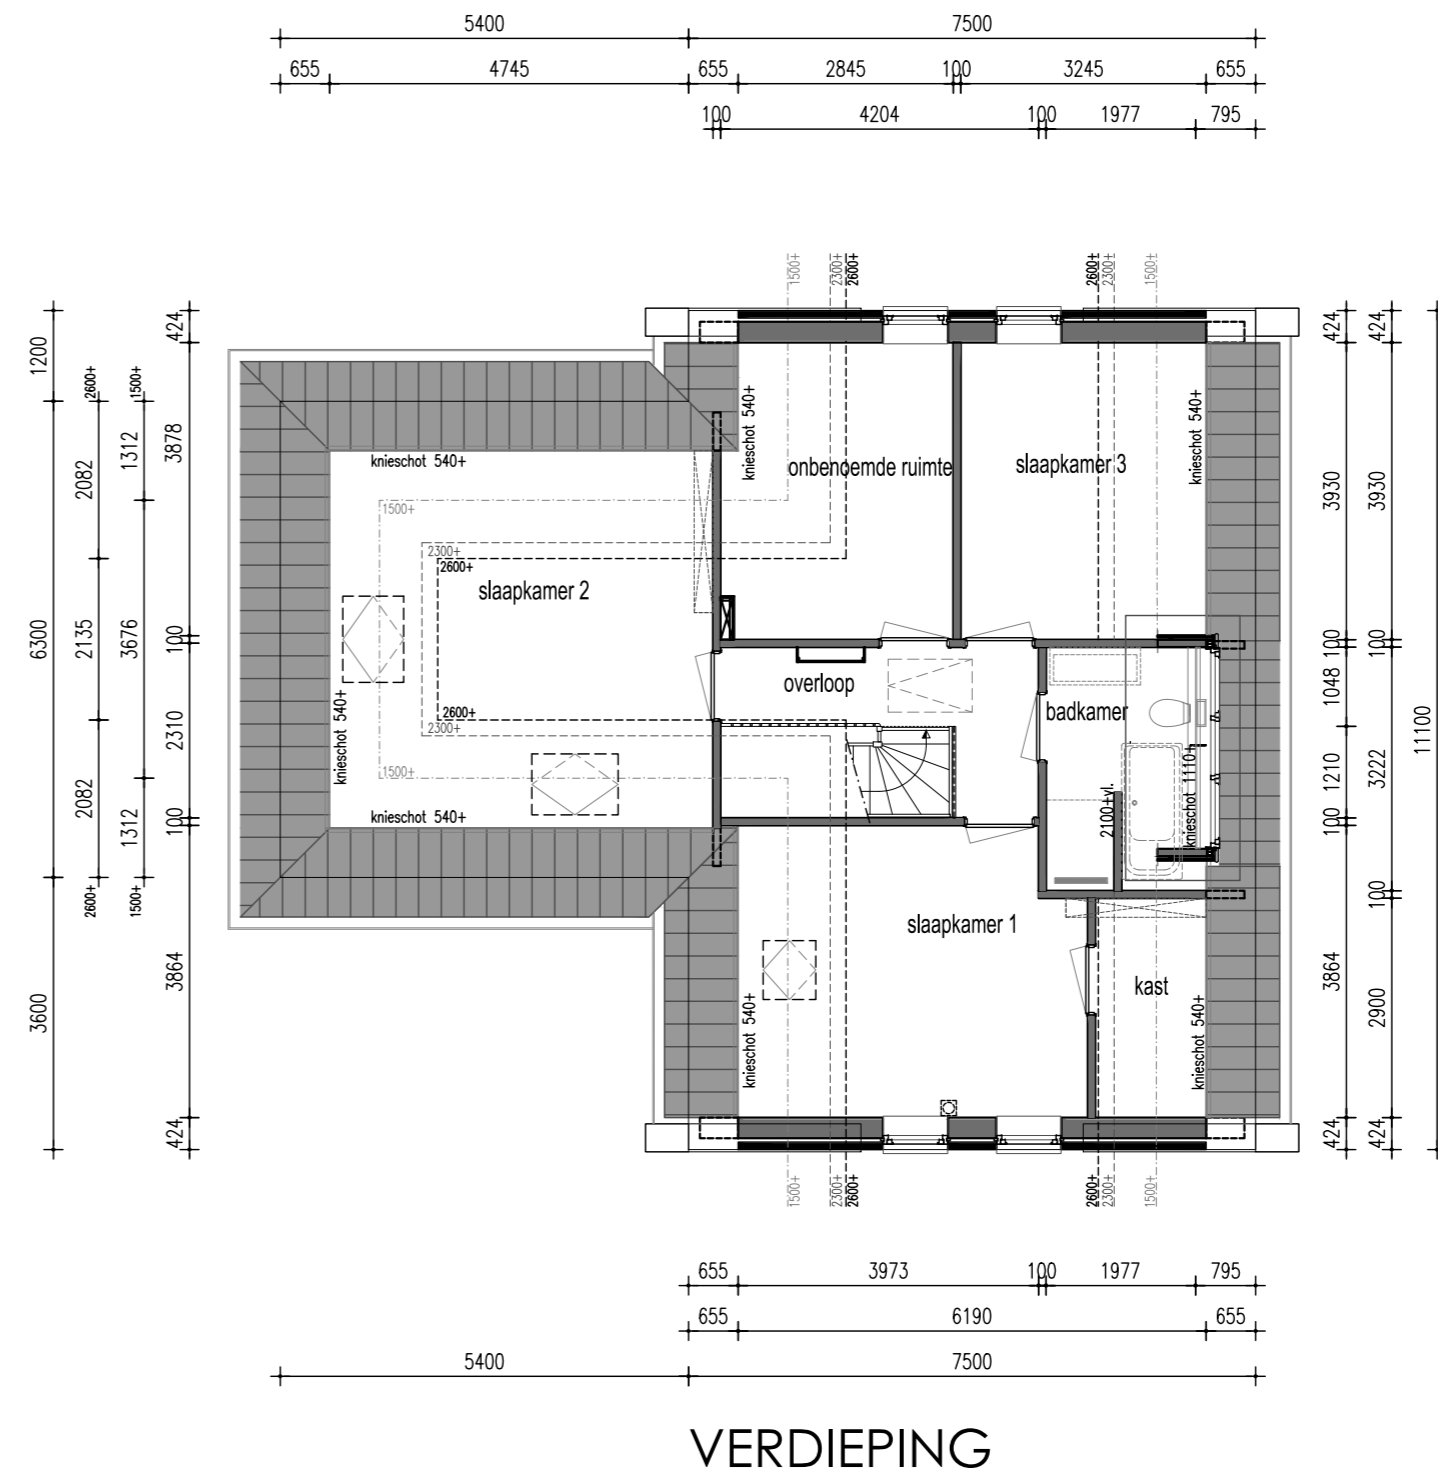 5400 7500
655 4745 655 2845 100 3245 655
100 4204 100 1977 795
1500+ 2300+ 2600+ 2600+ 2300+ 1500+
1200 6300 3600
2600+ 2082 2135 2082 2600+
1500+ 1312 3676 1312 1500+
424 3878 100 2310 100 3864 424
knieschot 540+
1500+
2300+
2600+
slaapkamer 2
knieschot 540+
2600+
2300+
1500+
knieschot 540+
knieschot 540+
onbenoemde ruimte
slaapkamer 3
knieschot 540+
overloop
badkamer
2100+vl.
knieschot 1110+
slaapkamer 1
knieschot 540+
kast
knieschot 540+
424 3930 100 1048 1210 100 3864 424
424 3930 100 3222 100 2900 424
11100
1500+ 2300+ 2600+ 2600+ 2300+ 1500+
655 3973 100 1977 795
655 6190 655
5400 7500
VERDIEPING